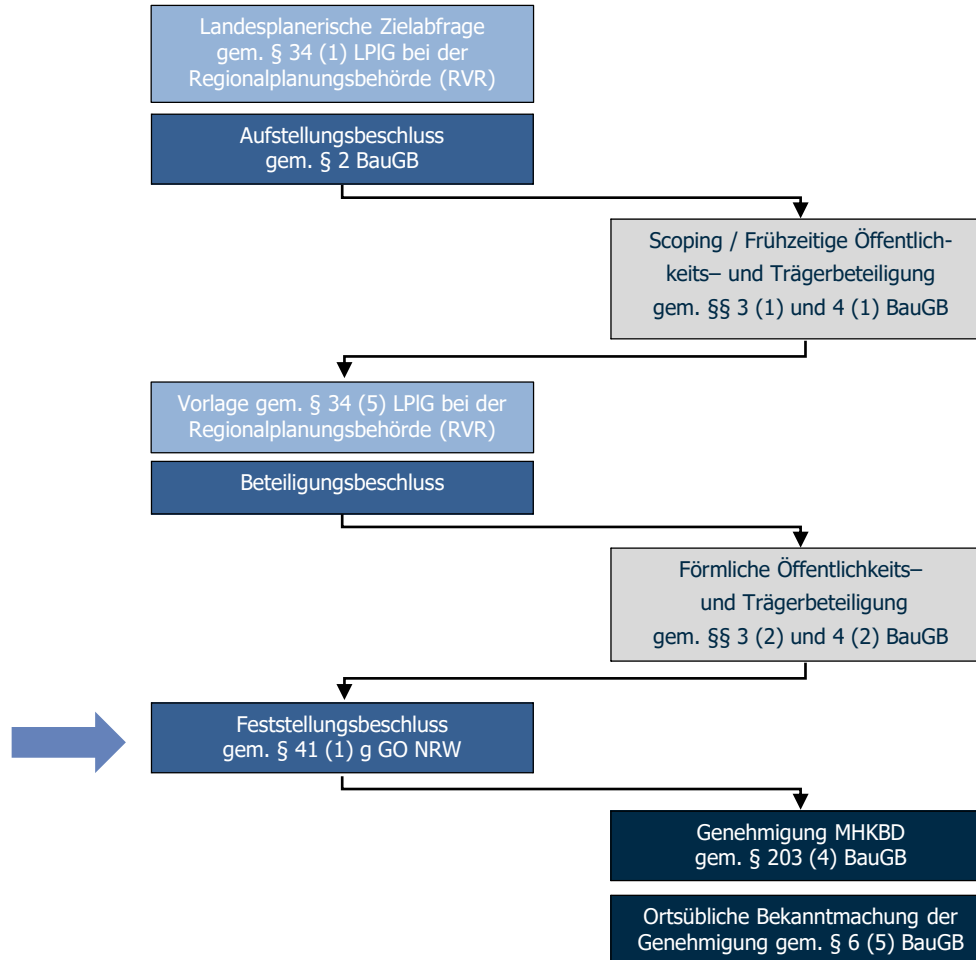 Landesplanerische Zielabfrage
gem. § 34 (1) LPlG bei der
Regionalplanungsbehörde (RVR)
Aufstellungsbeschluss
gem. § 2 BauGB
Scoping / Frühzeitige Öffentlich-
keits– und Trägerbeteiligung
gem. §§ 3 (1) und 4 (1) BauGB
Vorlage gem. § 34 (5) LPlG bei der
Regionalplanungsbehörde (RVR)
Beteiligungsbeschluss
Förmliche Öffentlichkeits–
und Trägerbeteiligung
gem. §§ 3 (2) und 4 (2) BauGB
Feststellungsbeschluss
gem. § 41 (1) g GO NRW
Genehmigung MHKBD
gem. § 203 (4) BauGB
Ortsübliche Bekanntmachung der
Genehmigung gem. § 6 (5) BauGB